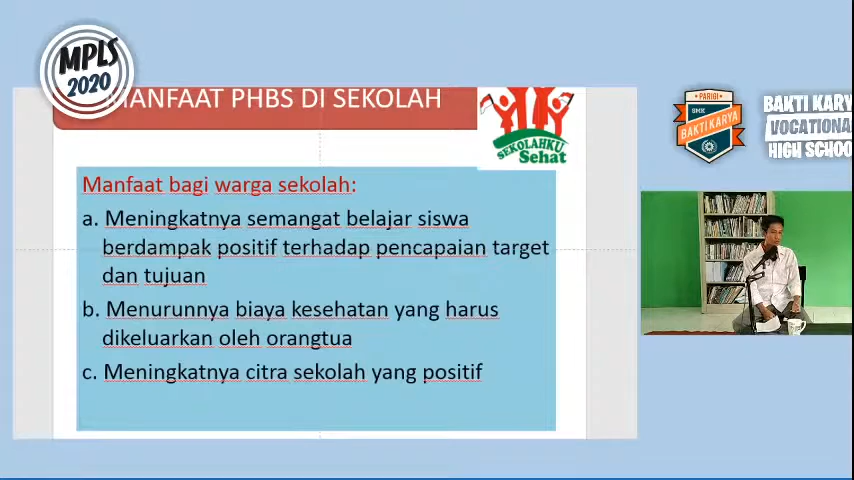 MPLS
2020
MANFAAT PHBS DI SEKOLAH
SEKOLAHKU
Sehat
Manfaat bagi warga sekolah:
a. Meningkatnya semangat belajar siswa
berdampak positif terhadap pencapaian target
dan tujuan
b. Menurunnya biaya kesehatan yang harus
dikeluarkan oleh orangtua
c. Meningkatnya citra sekolah yang positif
PARIGI
SMK
BAKTI KARYA
BAKTI KARY
VOCATIONA
HIGH SCHOO